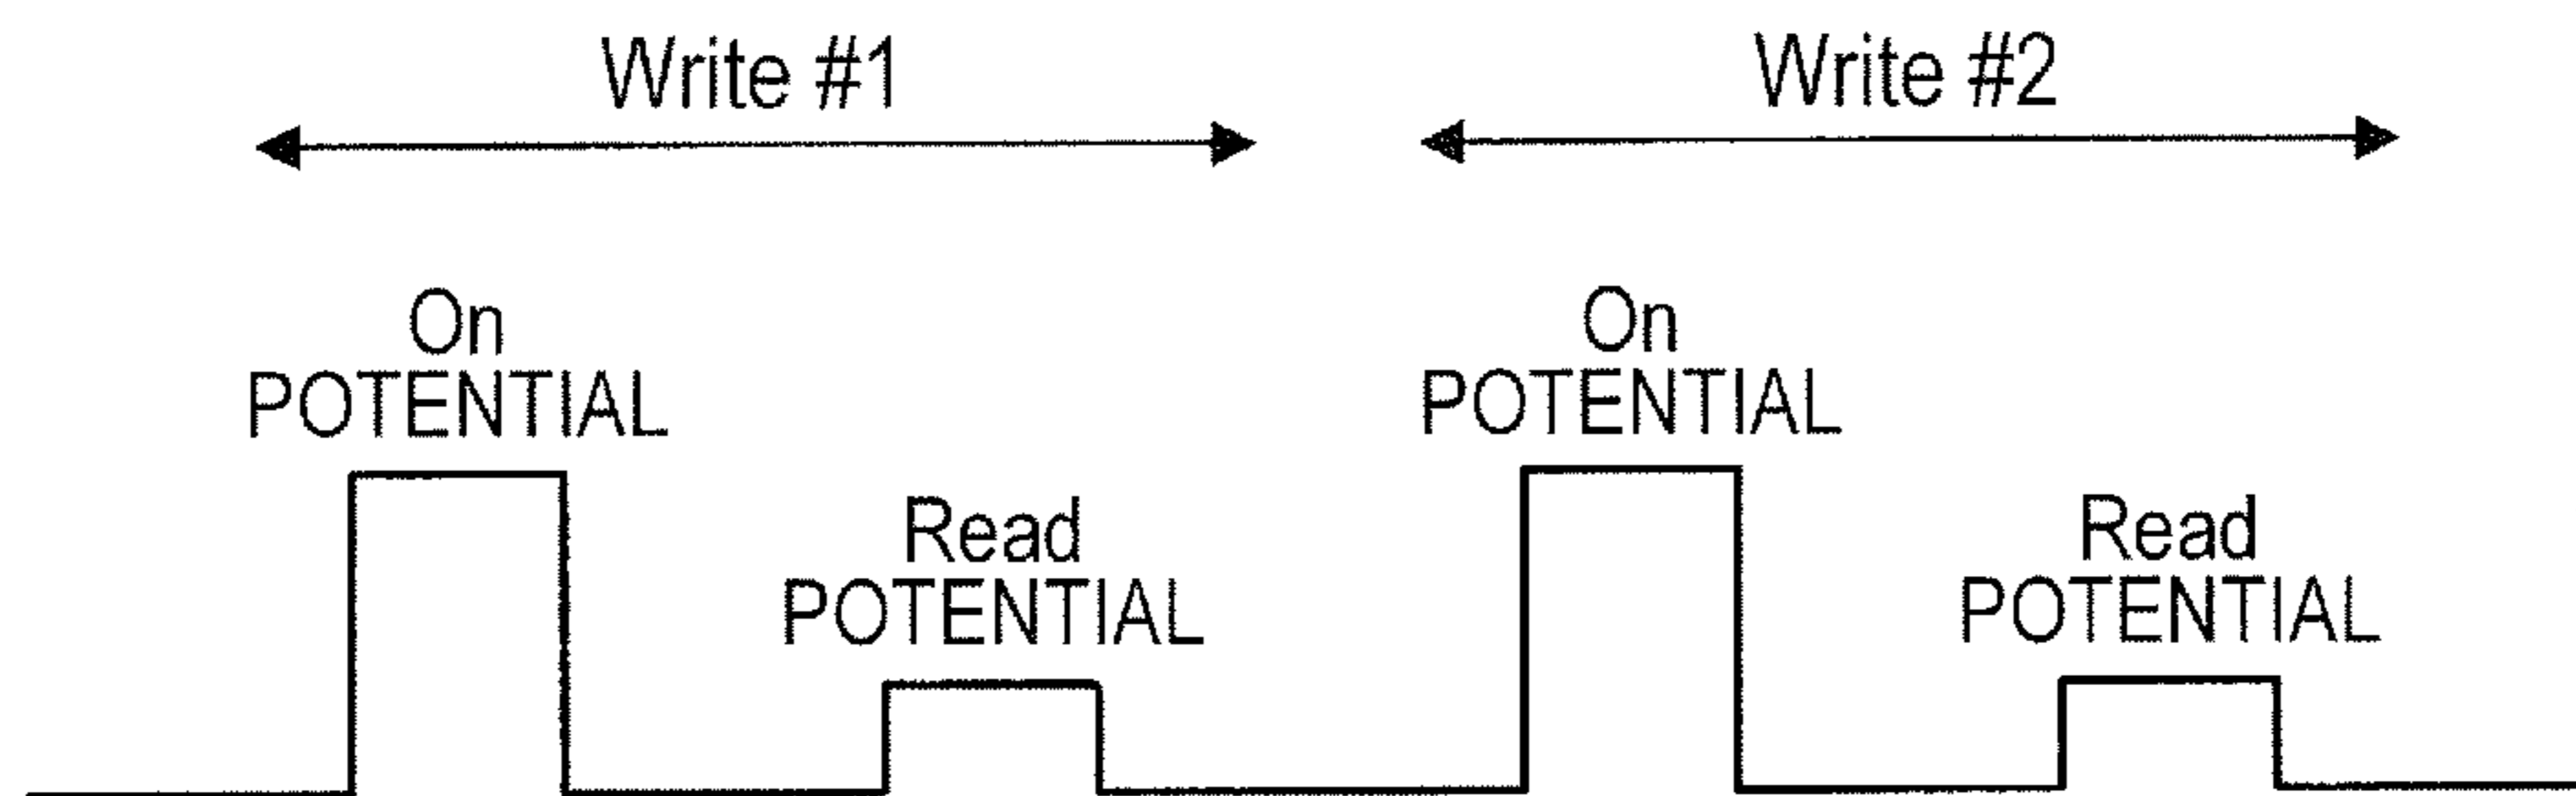 Write #1
Write #2
On
POTENTIAL
Read
POTENTIAL
On
POTENTIAL
Read
POTENTIAL